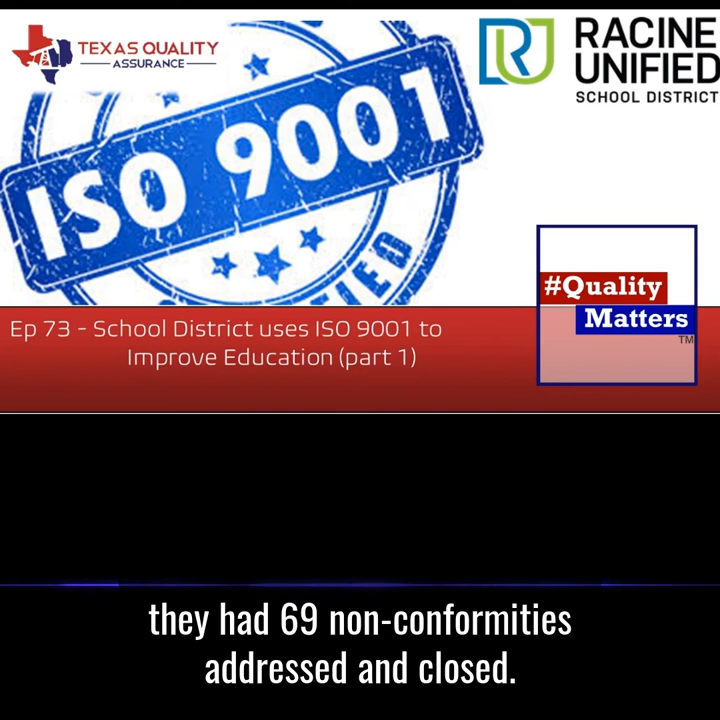 TEXAS QUALITY
ASSURANCE
RACINE
UNIFIED
SCHOOL DISTRICT
ISO 9001
#Quality
Matters
TM
Ep 73 - School District uses ISO 9001 to
Improve Education (part 1)
they had 69 non-conformities
addressed and closed.